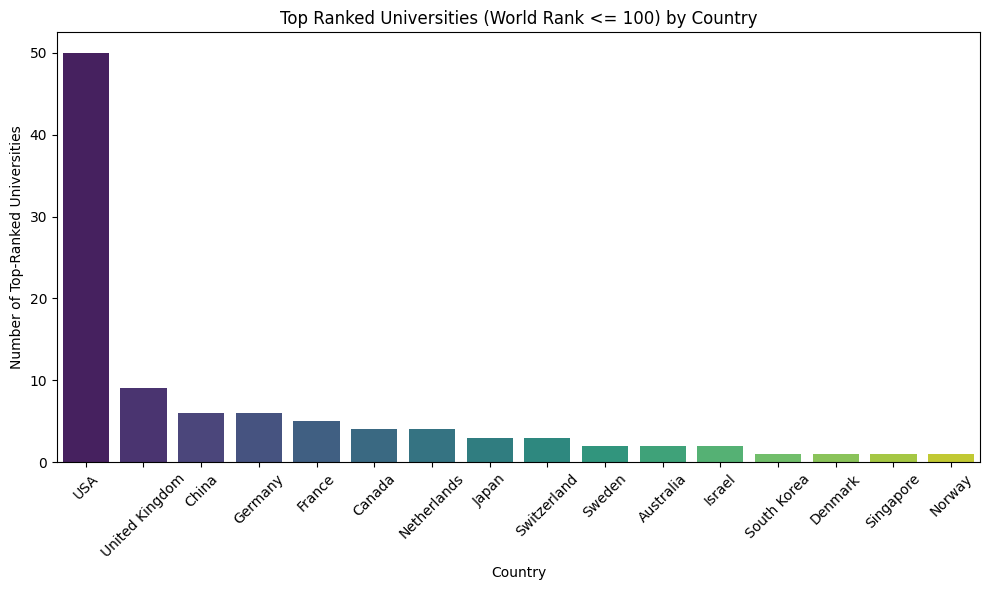 Top Ranked Universities (World Rank <= 100) by Country
Number of Top-Ranked Universities
50
40
30
20
10
0
USA
United Kingdom
China
Germany
France
Canada
Netherlands
Japan
Switzerland
Sweden
Australia
Israel
South Korea
Denmark
Singapore
Norway
Country